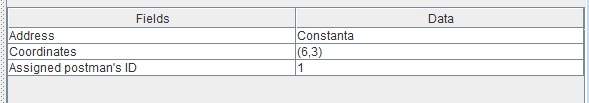 Fields Data
Address Constanta
Coordinates (6,3)
Assigned postman's ID 1